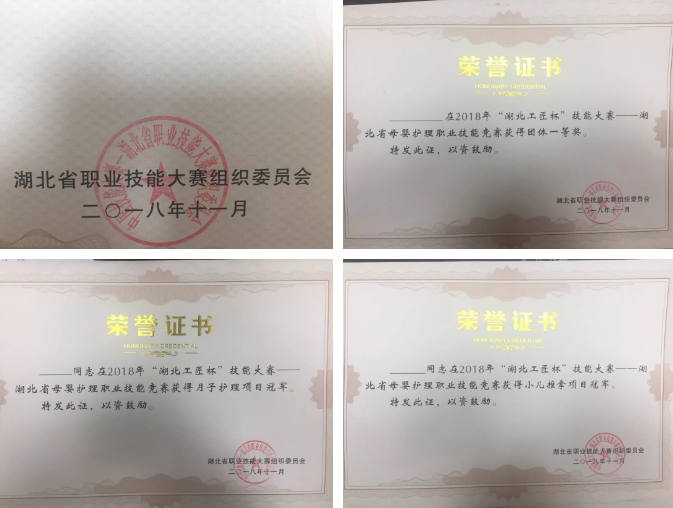 湖北省职业技能大赛组织委员会
二〇一八年十一月
荣誉证书
HONORARY CREDENTIAL
________在2018年“湖北工匠杯”技能大赛——湖
北省母婴护理职业技能竞赛获得团体一等奖。
特发此证，以资鼓励。
湖北省职业技能大赛组织委员会
二〇一八年十一月
荣誉证书
HONORARY CREDENTIAL
_____同志在2018年“湖北工匠杯”技能大赛——
湖北省母婴护理职业技能竞赛获得月子护理项目冠军。
特发此证，以资鼓励。
湖北省职业技能大赛组织委员会
二〇一八年十一月
荣誉证书
HONORARY CREDENTIAL
_____同志在2018年“湖北工匠杯”技能大赛——湖
北省母婴护理职业技能竞赛获得小儿推拿项目冠军。
特发此证，以资鼓励。
湖北省职业技能大赛组织委员会
二〇一八年十一月